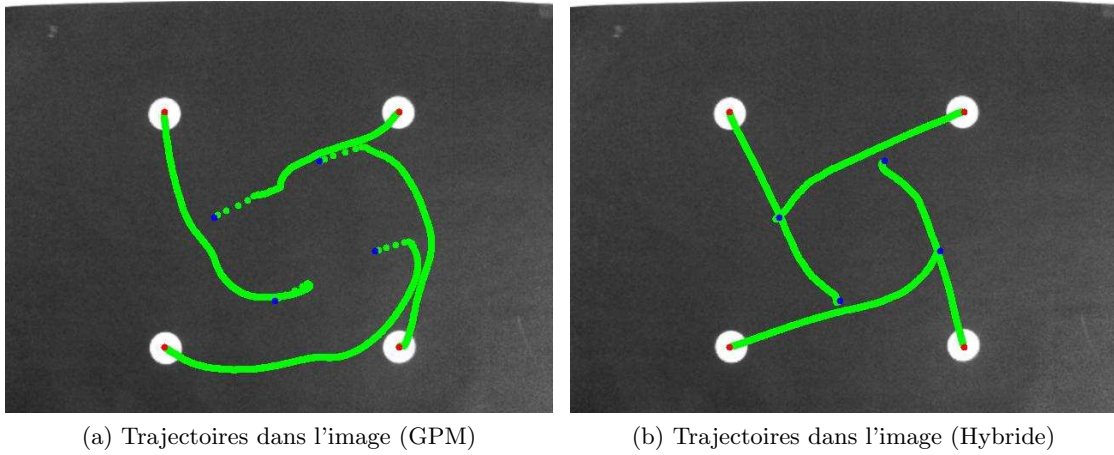 (a) Trajectoires dans l'image (GPM)
(b) Trajectoires dans l'image (Hybride)